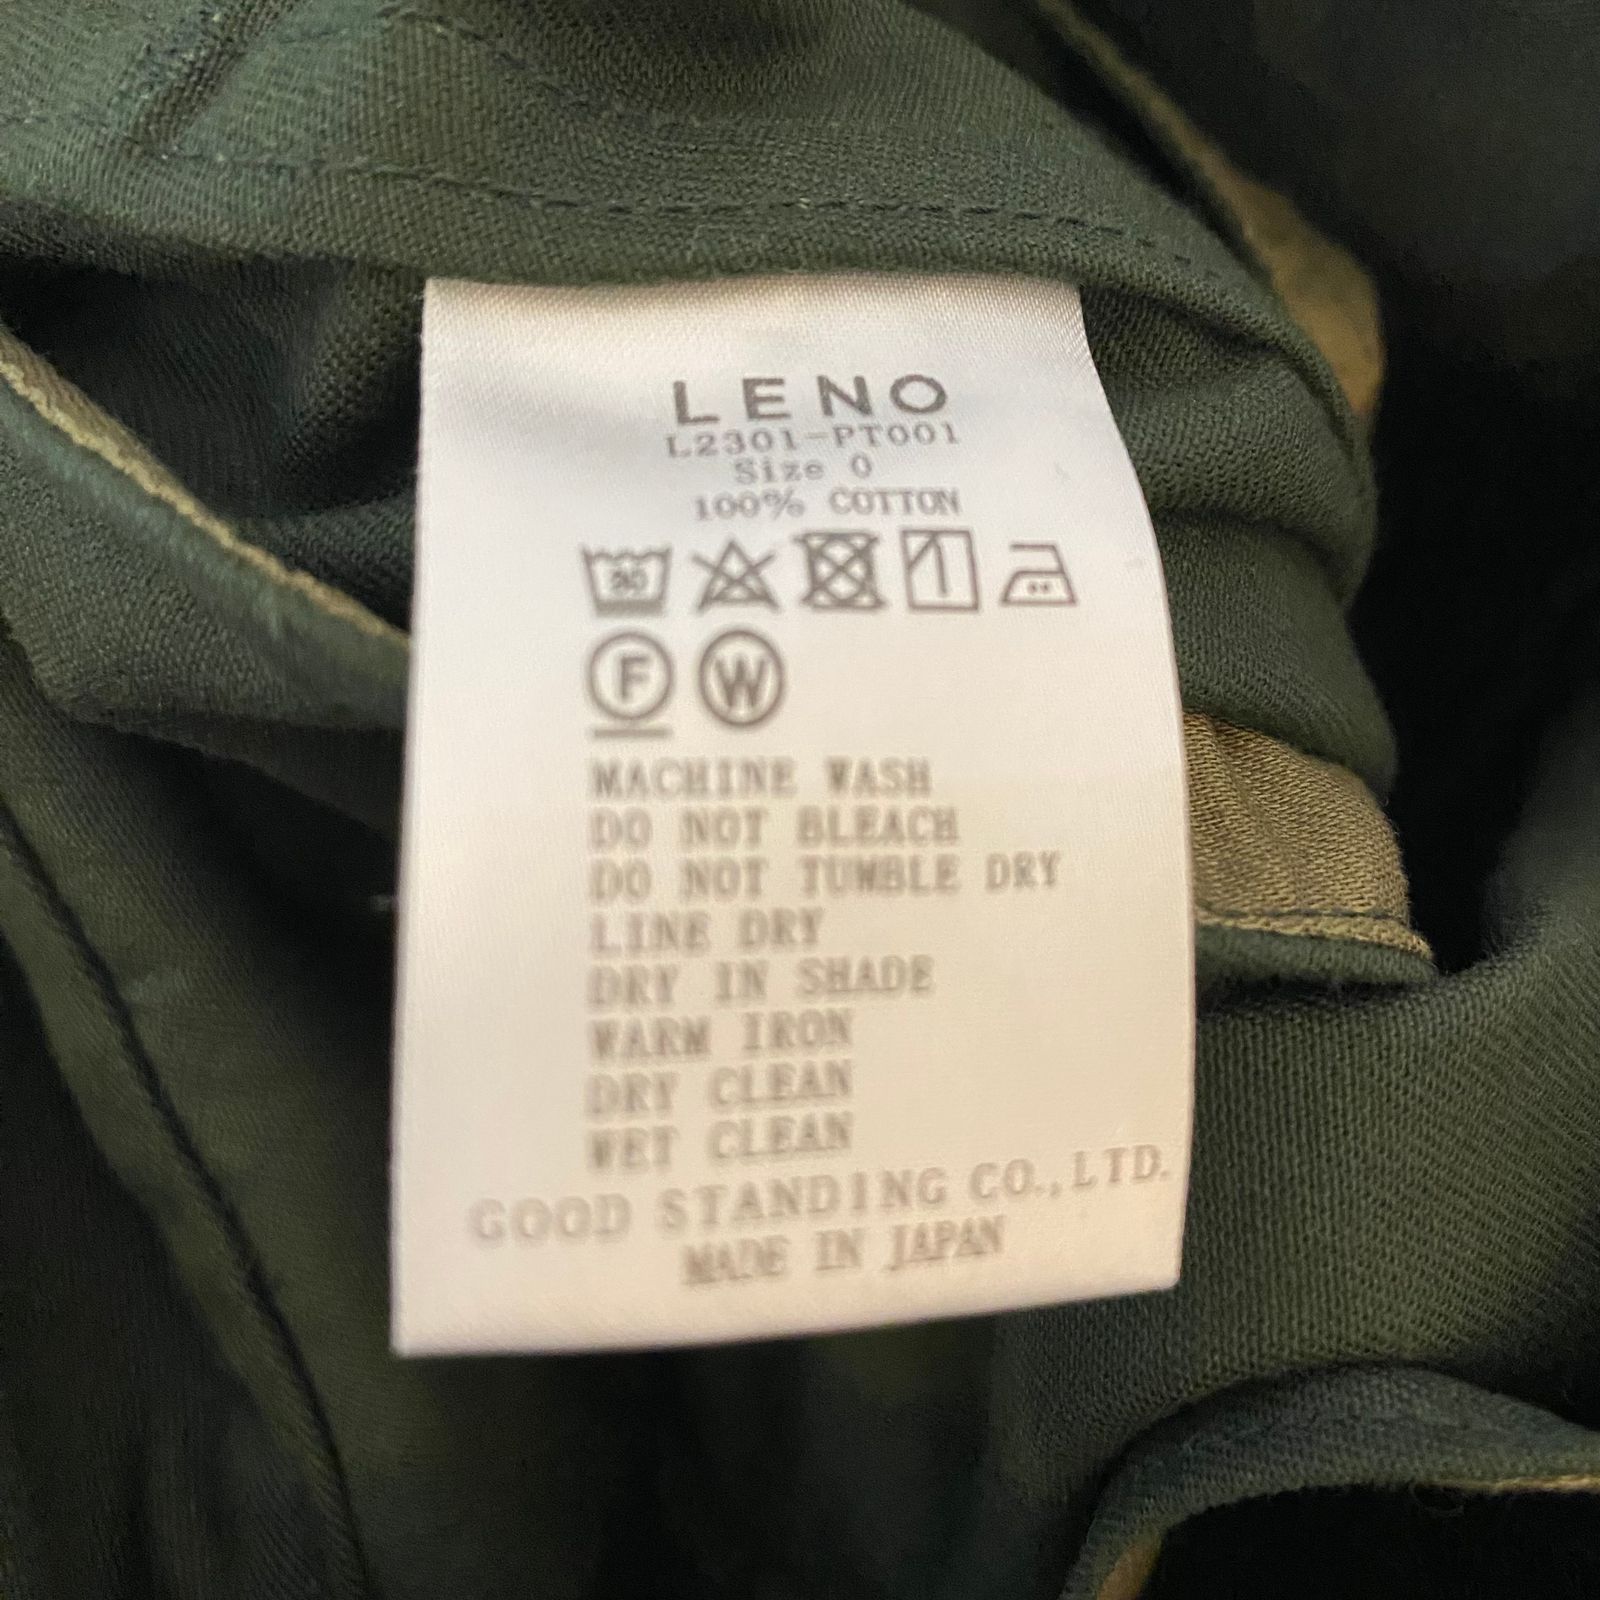 LENO
L2301-PT001
Size 0
100% COTTON
30
F W
MACHINE WASH
DO NOT BLEACH
DO NOT TUMBLE DRY
LINE DRY
DRY IN SHADE
WARM IRON
DRY CLEAN
WET CLEAN
GOOD STANDING CO.,LTD.
MADE IN JAPAN